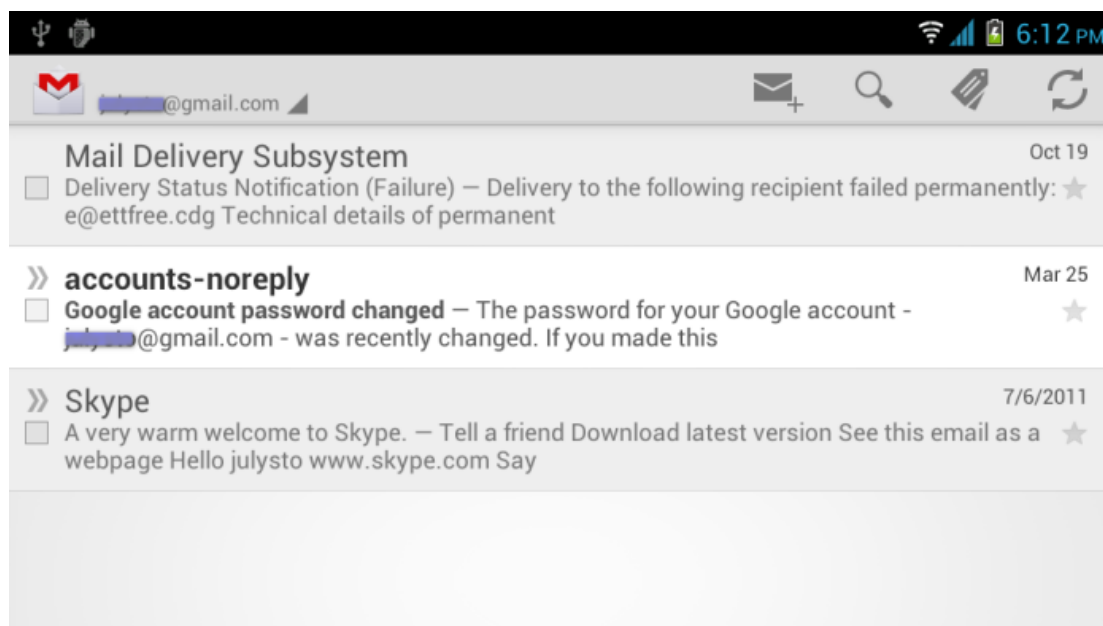 6:12 PM
@gmail.com
Mail Delivery Subsystem
Oct 19
Delivery Status Notification (Failure) — Delivery to the following recipient failed permanently:
e@ettfree.cdg Technical details of permanent
accounts-noreply
Mar 25
Google account password changed — The password for your Google account -
@gmail.com - was recently changed. If you made this
Skype
7/6/2011
A very warm welcome to Skype. — Tell a friend Download latest version See this email as a
webpage Hello julysto www.skype.com Say